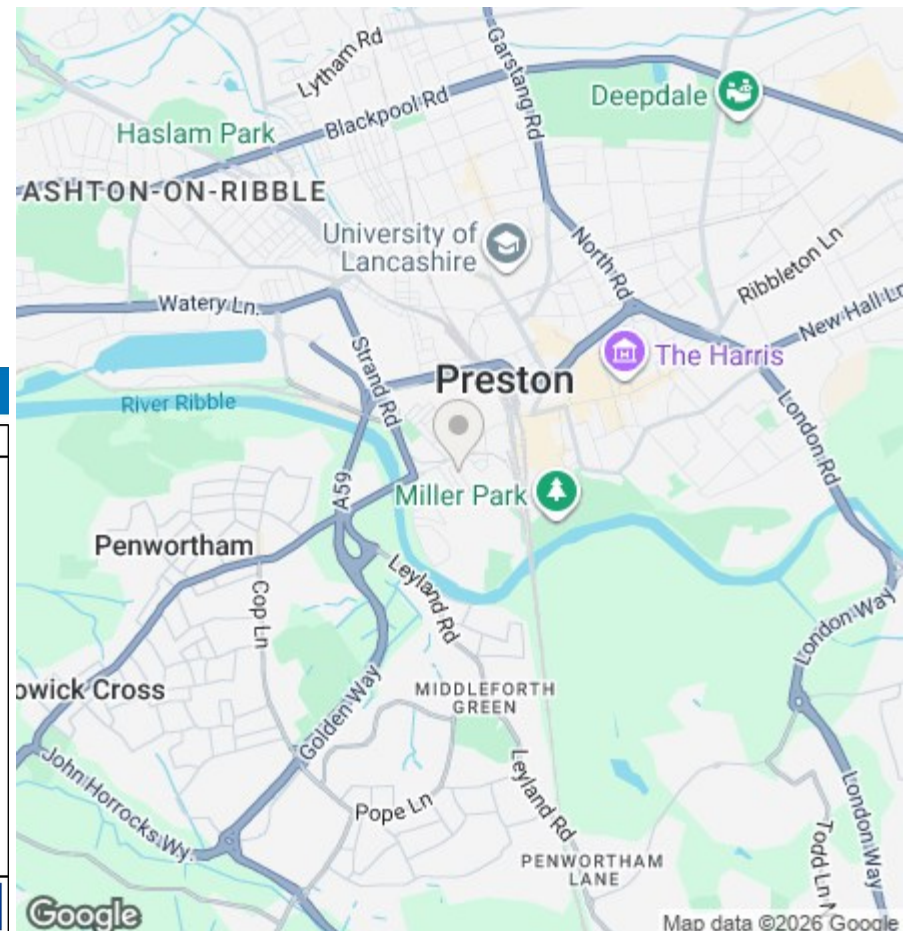 Lytham Rd
Garstang Rd
Blackpool Rd
Deepdale
Haslam Park
ASHTON-ON-RIBBLE
University of
Lancashire
North Rd
Ribbleton Ln
Watery Ln.
New Hall Ln
Strand Rd
The Harris
Preston
River Ribble
London Rd
A59
Miller Park
Penwortham
Leyland Rd
Cop Ln
London Way
owick Cross
MIDDLEFORTH
GREEN
Golden Way
John Horrocks Wy.
Leyland Rd
Pope Ln
London Way
Todd Ln N
PENWORTHAM
LANE
Google
Map data ©2026 Google